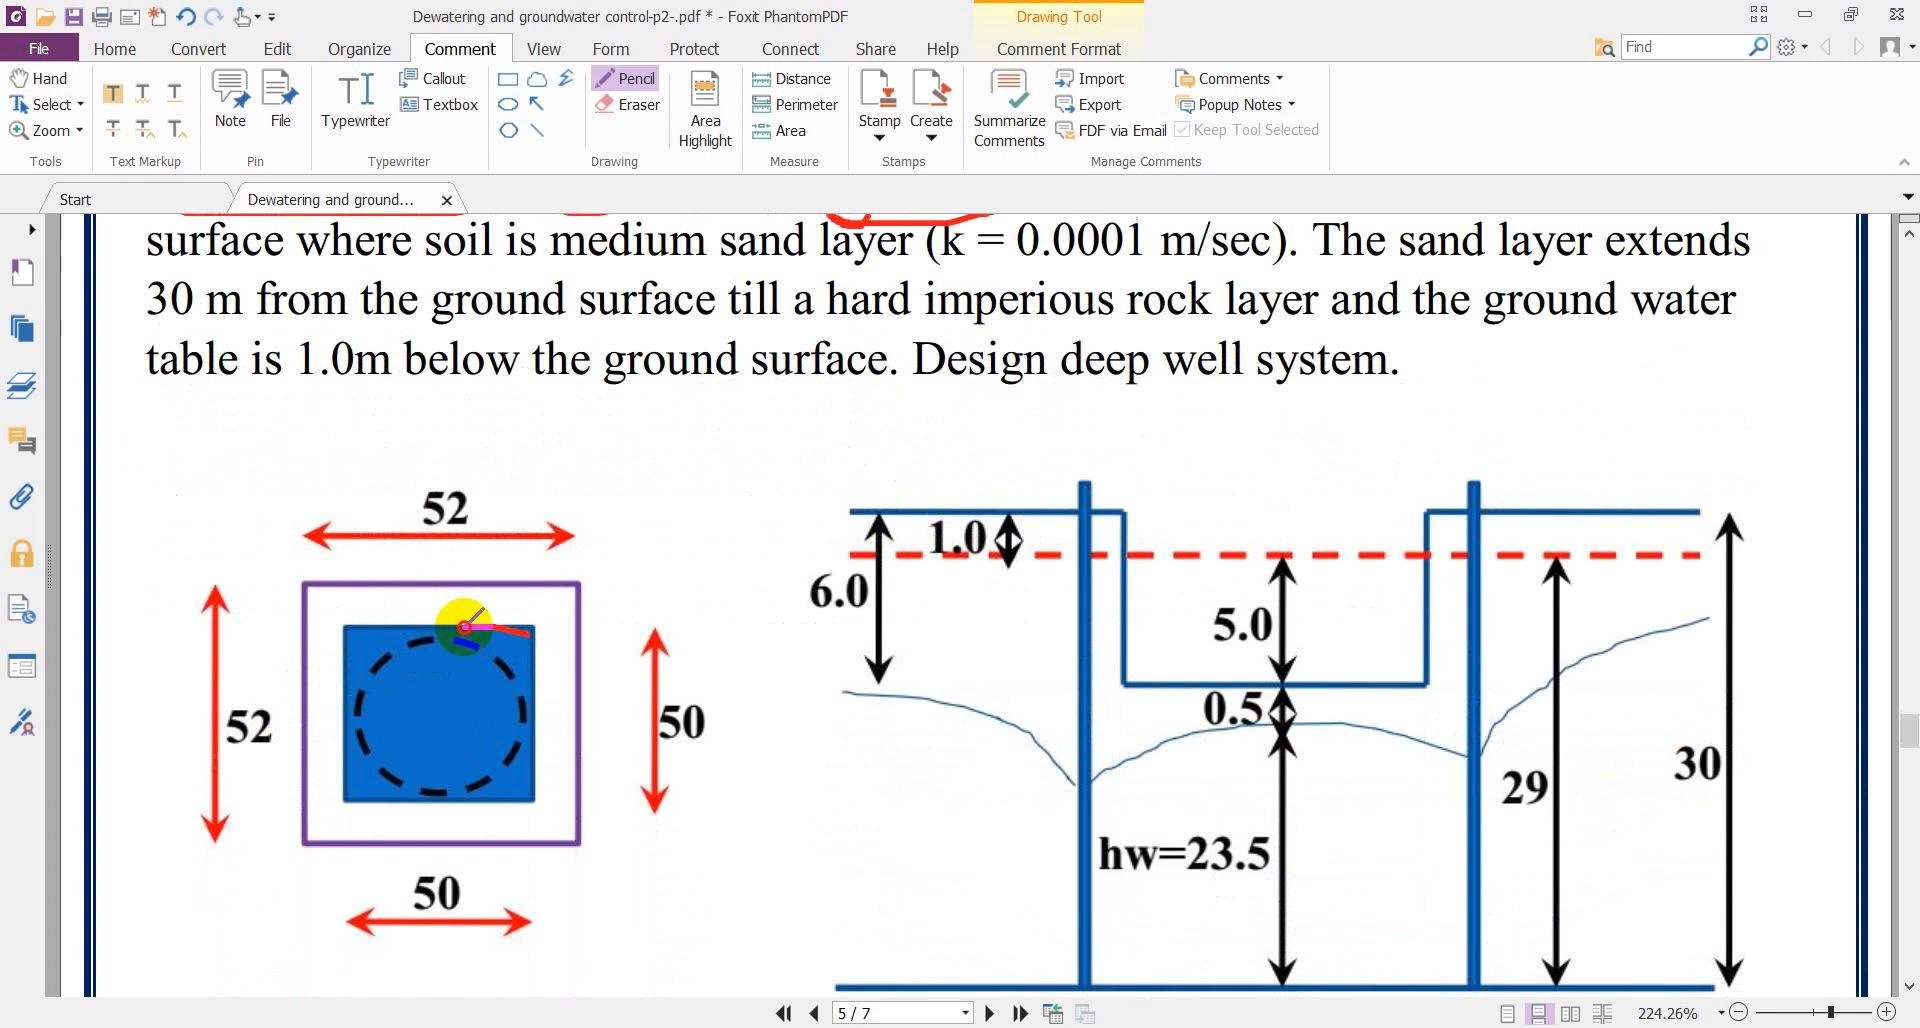 Dewatering and groundwater control-p2-.pdf * - Foxit PhantomPDF
Drawing Tool
File Home Convert Edit Organize Comment View Form Protect Connect Share Help Comment Format
Find
Hand
Select
Zoom
Tools
Text Markup
Note
File
Pin
Typewriter
Callout
Textbox
Typewriter
Pencil
Eraser
Drawing
Area Highlight
Distance
Perimeter
Area
Measure
Stamp
Create
Stamps
Summarize Comments
Import
Export
FDF via Email
Comments
Popup Notes
Keep Tool Selected
Manage Comments
Start
Dewatering and ground...
surface where soil is medium sand layer (k = 0.0001 m/sec). The sand layer extends
30 m from the ground surface till a hard imperious rock layer and the ground water
table is 1.0m below the ground surface. Design deep well system.
52
52
50
50
1.0
6.0
5.0
0.5
hw=23.5
29
30
5 / 7
224.26%